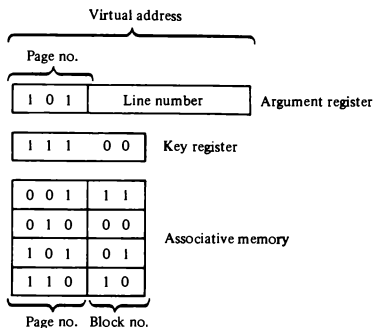 Virtual address
Page no.
1 0 1 Line number Argument register
1 1 1 0 0 Key register
0 0 1 1 1
0 1 0 0 0
Associative memory
1 0 1 0 1
1 1 0 1 0
Page no. Block no.